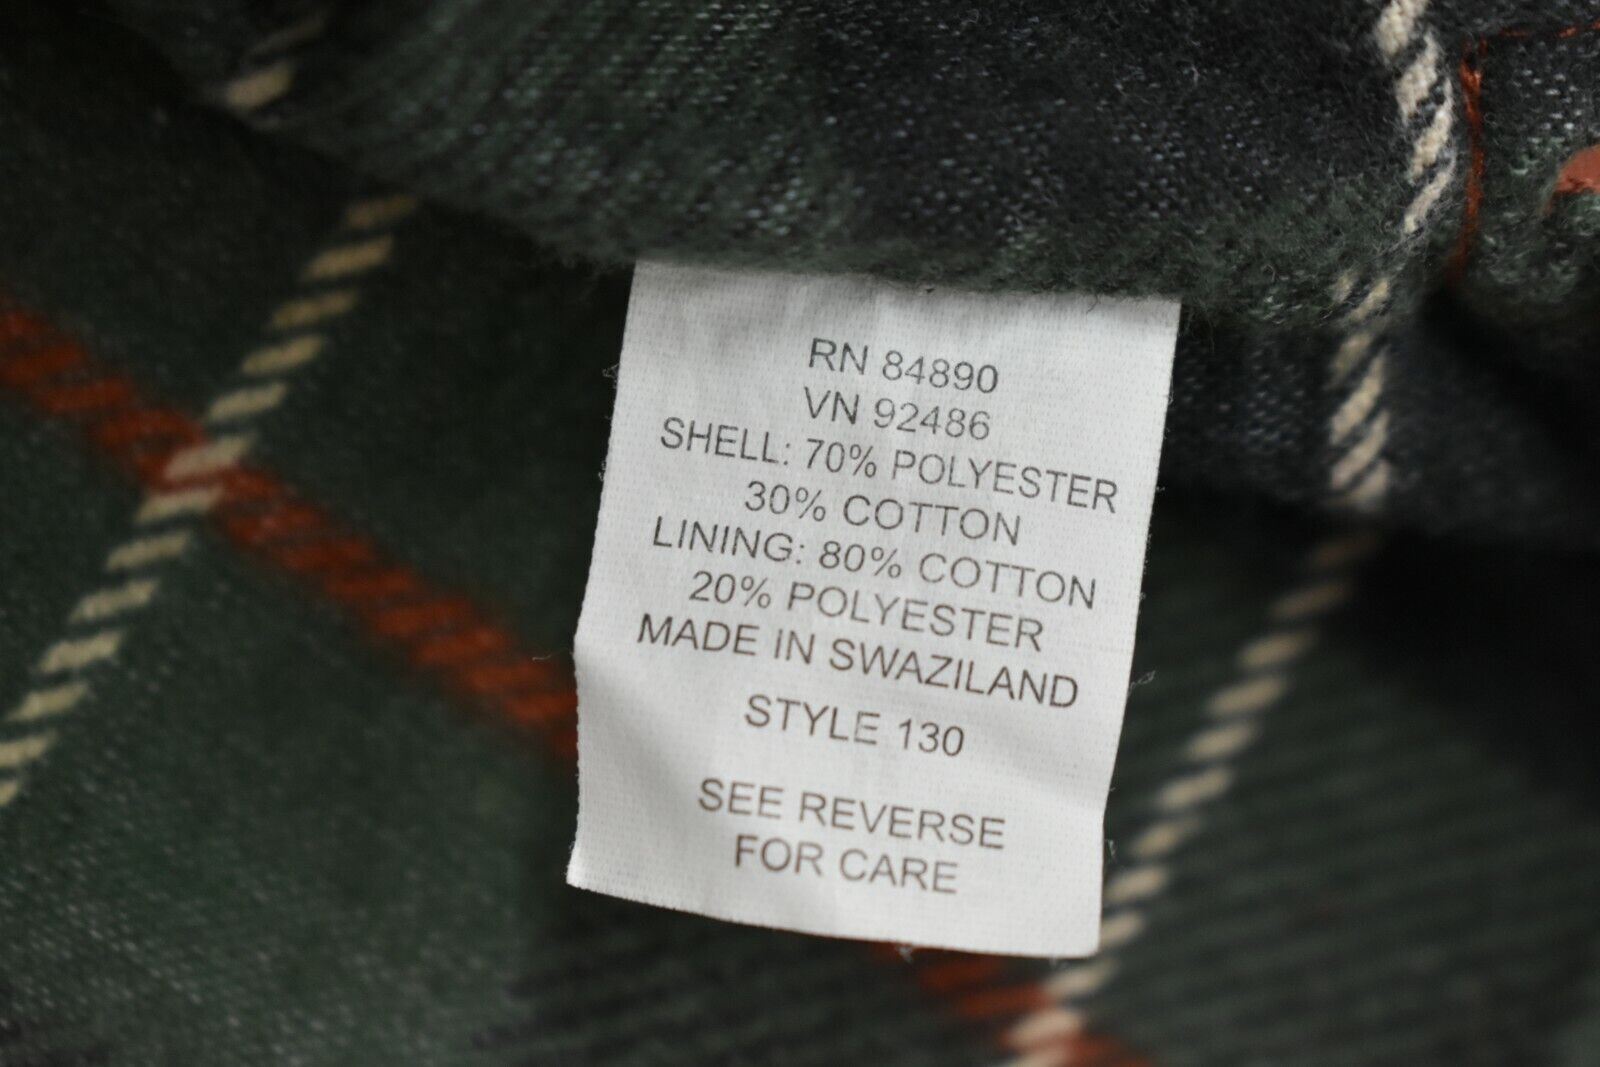 RN 84890
VN 92486
SHELL: 70% POLYESTER
30% COTTON
LINING: 80% COTTON
20% POLYESTER
MADE IN SWAZILAND
STYLE 130
SEE REVERSE
FOR CARE